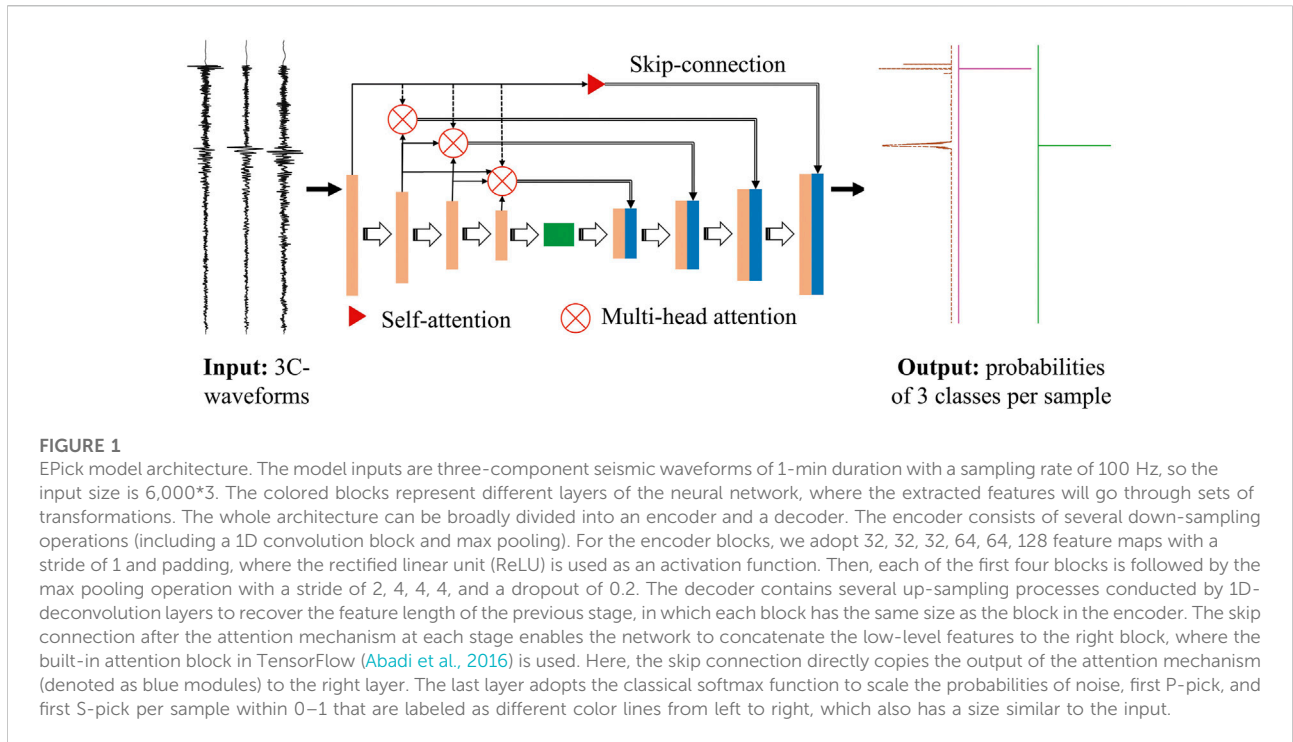 Skip-connection
Self-attention
Multi-head attention
Input: 3C-
waveforms
Output: probabilities
of 3 classes per sample
FIGURE 1
EPick model architecture. The model inputs are three-component seismic waveforms of 1-min duration with a sampling rate of 100 Hz, so the
input size is 6,000*3. The colored blocks represent different layers of the neural network, where the extracted features will go through sets of
transformations. The whole architecture can be broadly divided into an encoder and a decoder. The encoder consists of several down-sampling
operations (including a 1D convolution block and max pooling). For the encoder blocks, we adopt 32, 32, 32, 64, 64, 128 feature maps with a
stride of 1 and padding, where the rectified linear unit (ReLU) is used as an activation function. Then, each of the first four blocks is followed by the
max pooling operation with a stride of 2, 4, 4, 4, and a dropout of 0.2. The decoder contains several up-sampling processes conducted by 1D-
deconvolution layers to recover the feature length of the previous stage, in which each block has the same size as the block in the encoder. The skip
connection after the attention mechanism at each stage enables the network to concatenate the low-level features to the right block, where the
built-in attention block in TensorFlow (Abadi et al., 2016) is used. Here, the skip connection directly copies the output of the attention mechanism
(denoted as blue modules) to the right layer. The last layer adopts the classical softmax function to scale the probabilities of noise, first P-pick, and
first S-pick per sample within 0–1 that are labeled as different color lines from left to right, which also has a size similar to the input.